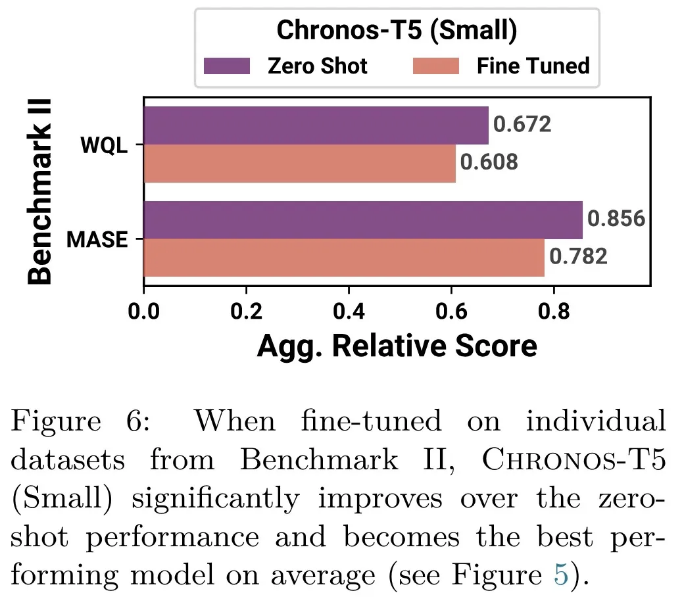 Chronos-T5 (Small)
Zero Shot
Fine Tuned
Benchmark II
WQL
0.672
0.608
MASE
0.856
0.782
0.0 0.2 0.4 0.6 0.8
Agg. Relative Score
Figure 6: When fine-tuned on individual
datasets from Benchmark II, CHRONOS-T5
(Small) significantly improves over the zero-
shot performance and becomes the best per-
forming model on average (see Figure 5).